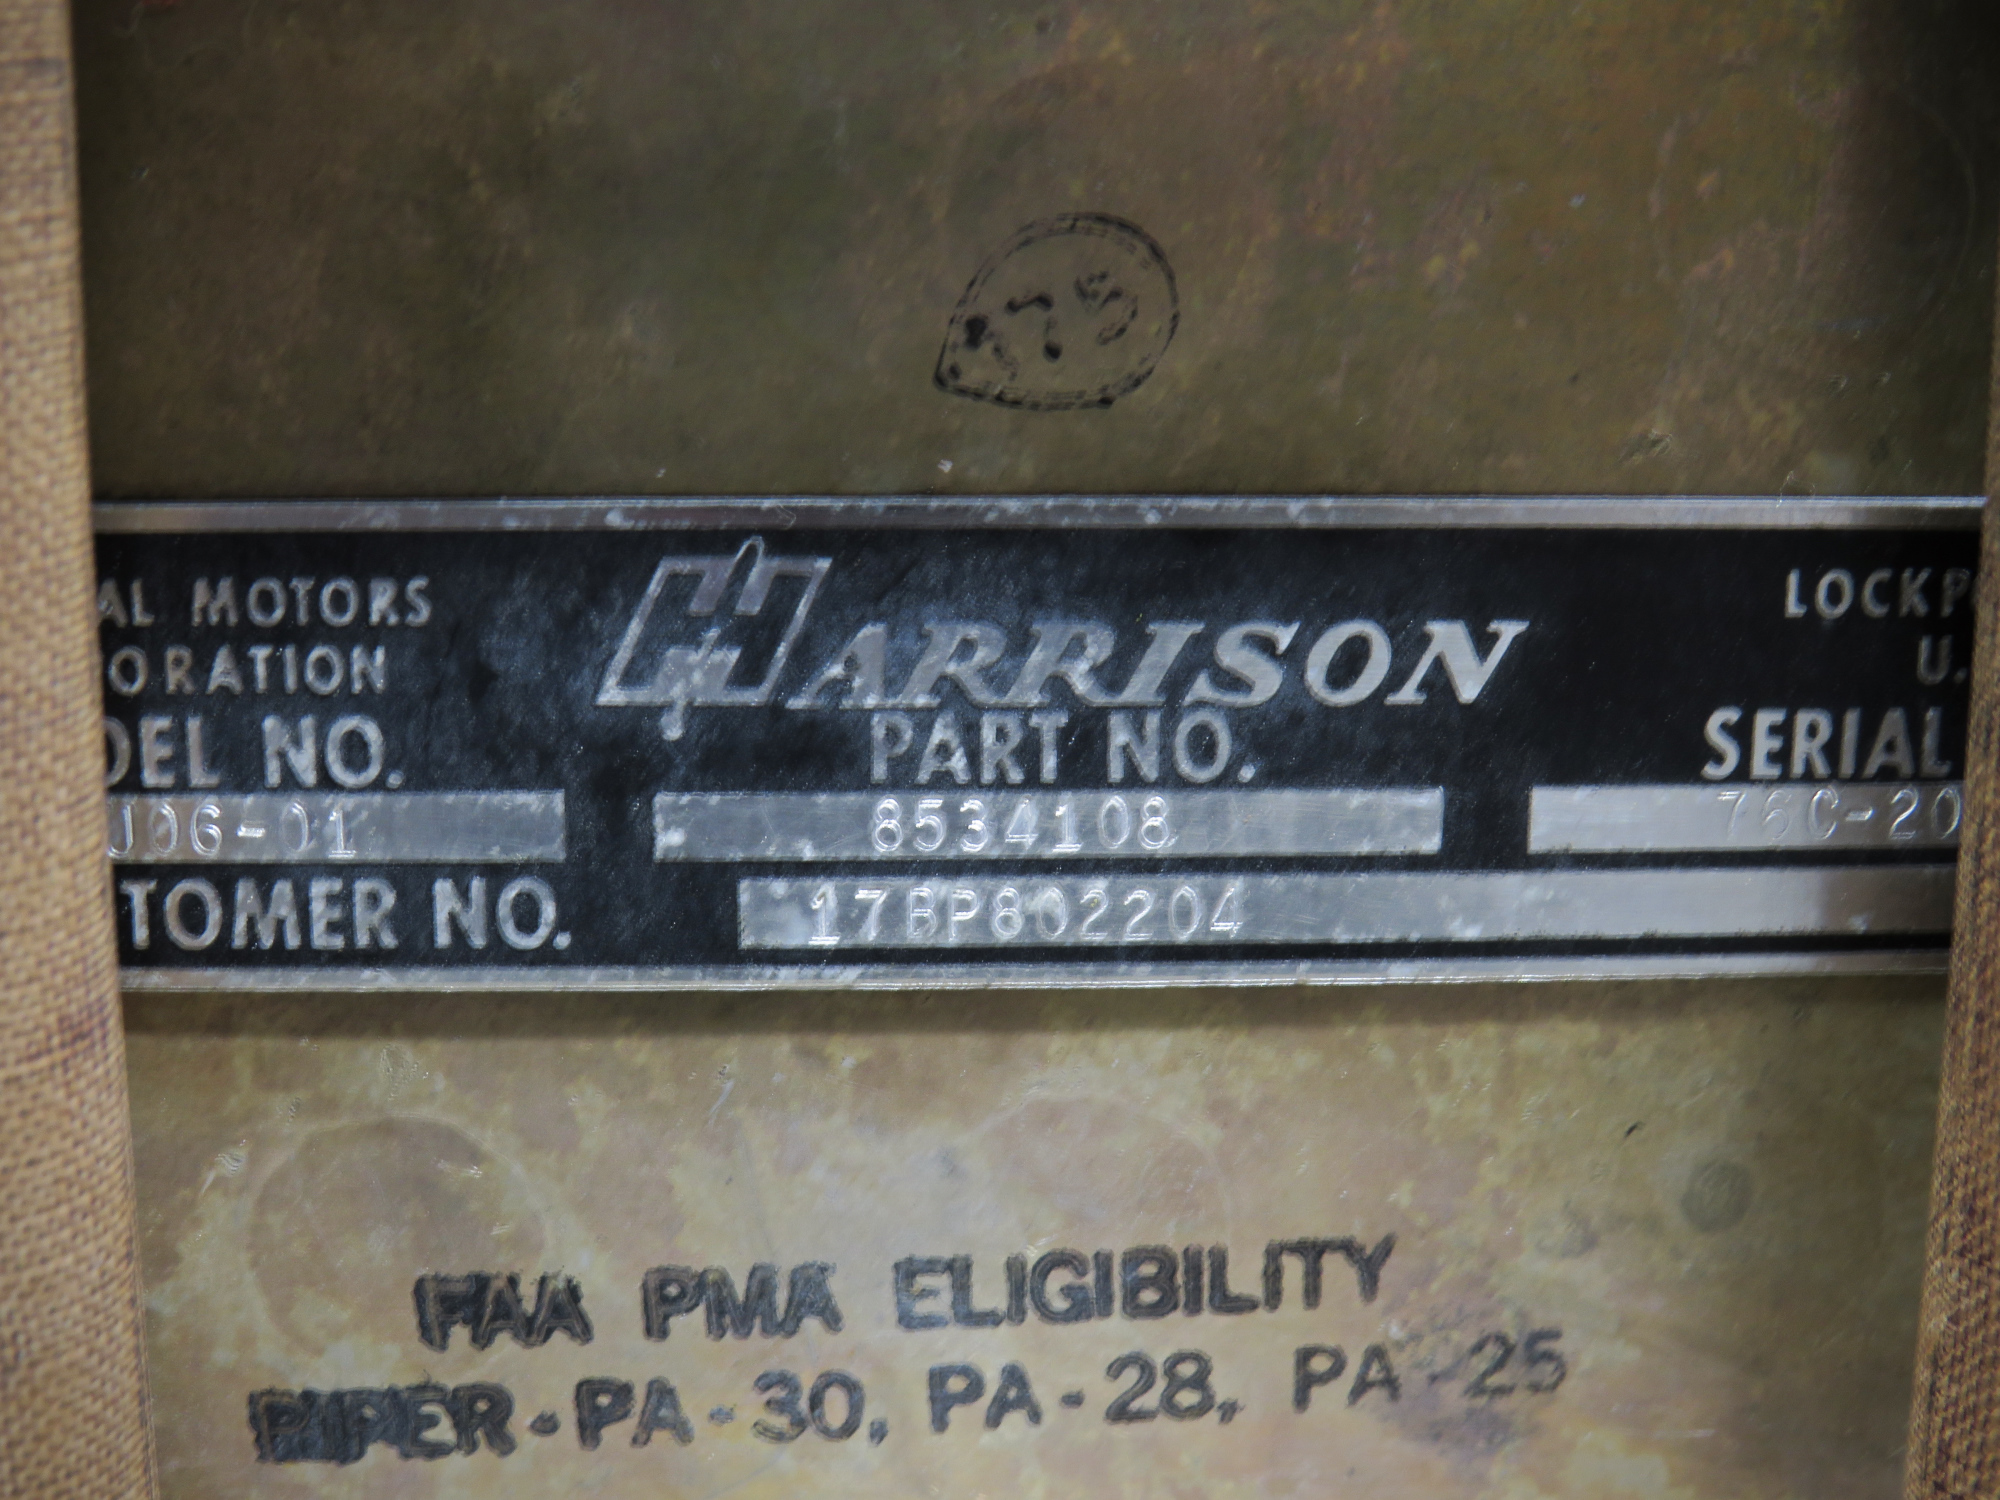 175
AL MOTORS
ORATION
HARRISON
LOCKP
U.
DEL NO.
PART NO.
SERIAL
J06-01
8534108
76C-20
TOMER NO.
17BP802204
FAA PMA ELIGIBILITY
PIPER-PA-30, PA-28, PA-25